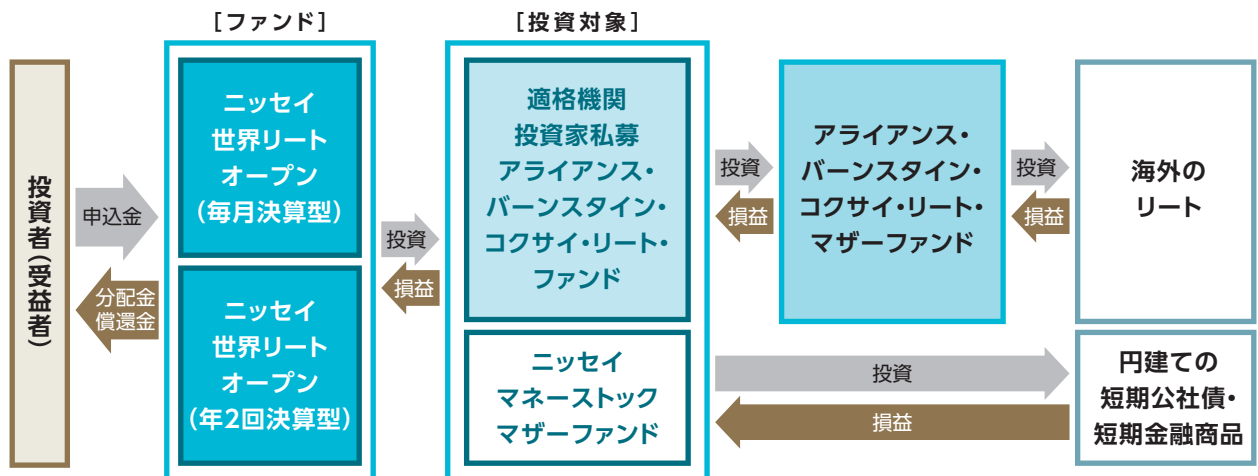 ［ファンド］
［投資対象］
投資者（受益者）
申込金
分配金
償還金
ニッセイ
世界リート
オープン
（毎月決算型）
ニッセイ
世界リート
オープン
（年2回決算型）
投資
損益
適格機関
投資家私募
アライアンス・
バーンスタイン・
コクサイ・リート・
ファンド
投資
損益
アライアンス・
バーンスタイン・
コクサイ・リート・
マザーファンド
投資
損益
海外の
リート
ニッセイ
マネーストック
マザーファンド
投資
損益
円建ての
短期公社債・
短期金融商品